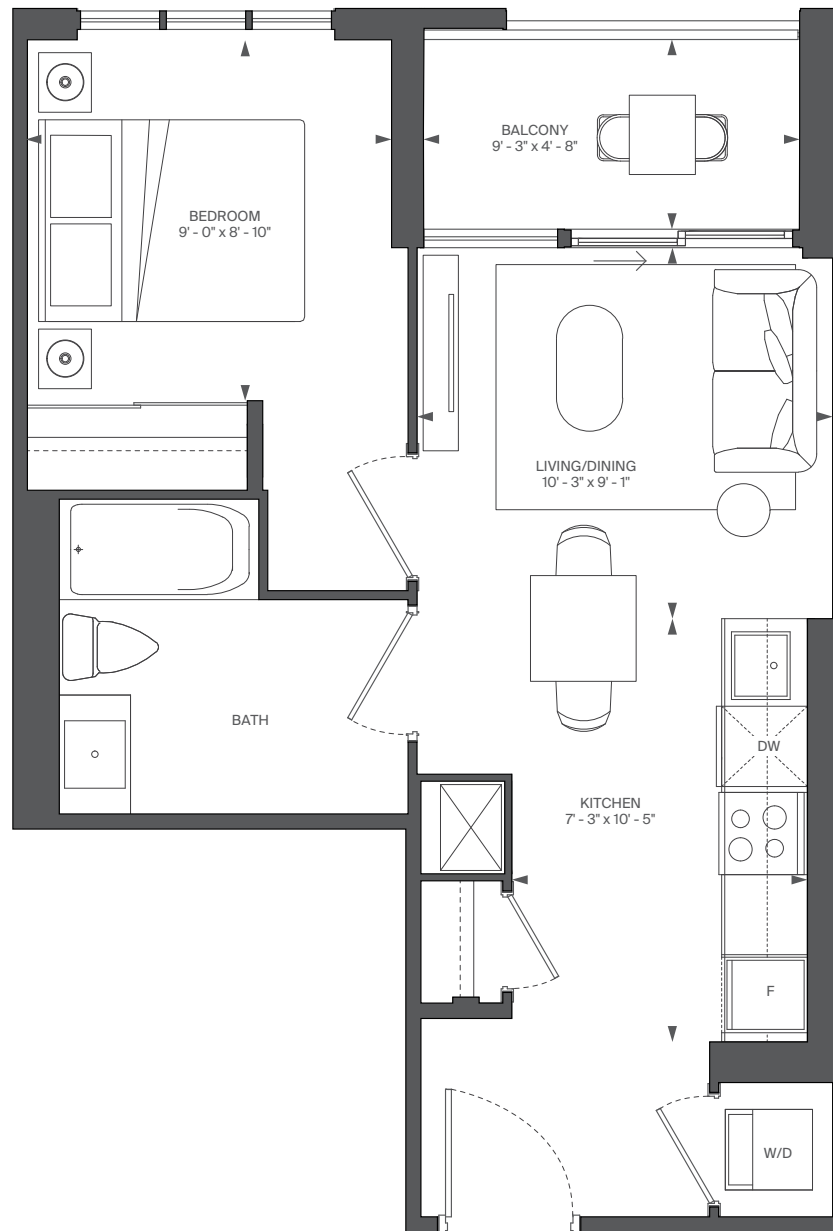 BALCONY
9' - 3" x 4' - 8"
BEDROOM
9' - 0" x 8' - 10"
LIVING/DINING
10' - 3" x 9' - 1"
BATH
DW
KITCHEN
7' - 3" x 10' - 5"
F
W/D